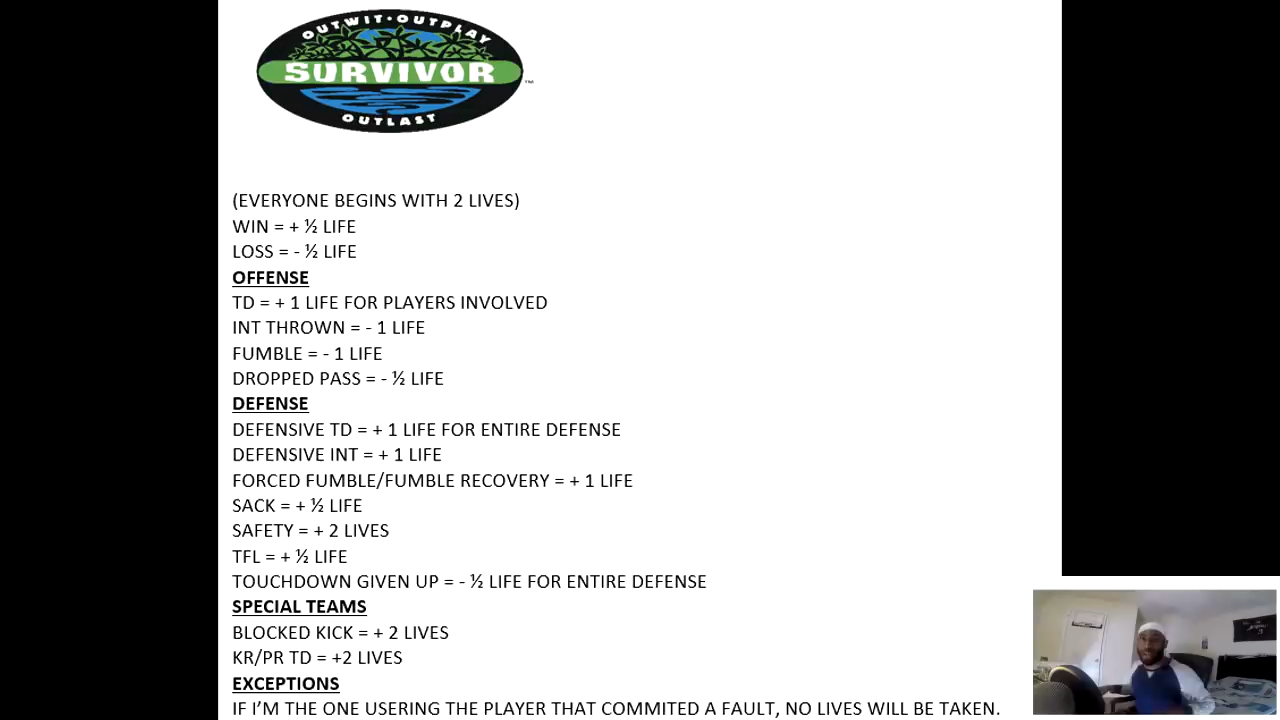 OUTWIT·OUTPLAY
SURVIVOR™
OUTLAST
(EVERYONE BEGINS WITH 2 LIVES)
WIN = + ½ LIFE
LOSS = - ½ LIFE
OFFENSE
TD = + 1 LIFE FOR PLAYERS INVOLVED
INT THROWN = - 1 LIFE
FUMBLE = - 1 LIFE
DROPPED PASS = - ½ LIFE
DEFENSE
DEFENSIVE TD = + 1 LIFE FOR ENTIRE DEFENSE
DEFENSIVE INT = + 1 LIFE
FORCED FUMBLE/FUMBLE RECOVERY = + 1 LIFE
SACK = + ½ LIFE
SAFETY = + 2 LIVES
TFL = + ½ LIFE
TOUCHDOWN GIVEN UP = - ½ LIFE FOR ENTIRE DEFENSE
SPECIAL TEAMS
BLOCKED KICK = + 2 LIVES
KR/PR TD = +2 LIVES
EXCEPTIONS
IF I'M THE ONE USERING THE PLAYER THAT COMMITED A FAULT, NO LIVES WILL BE TAKEN.